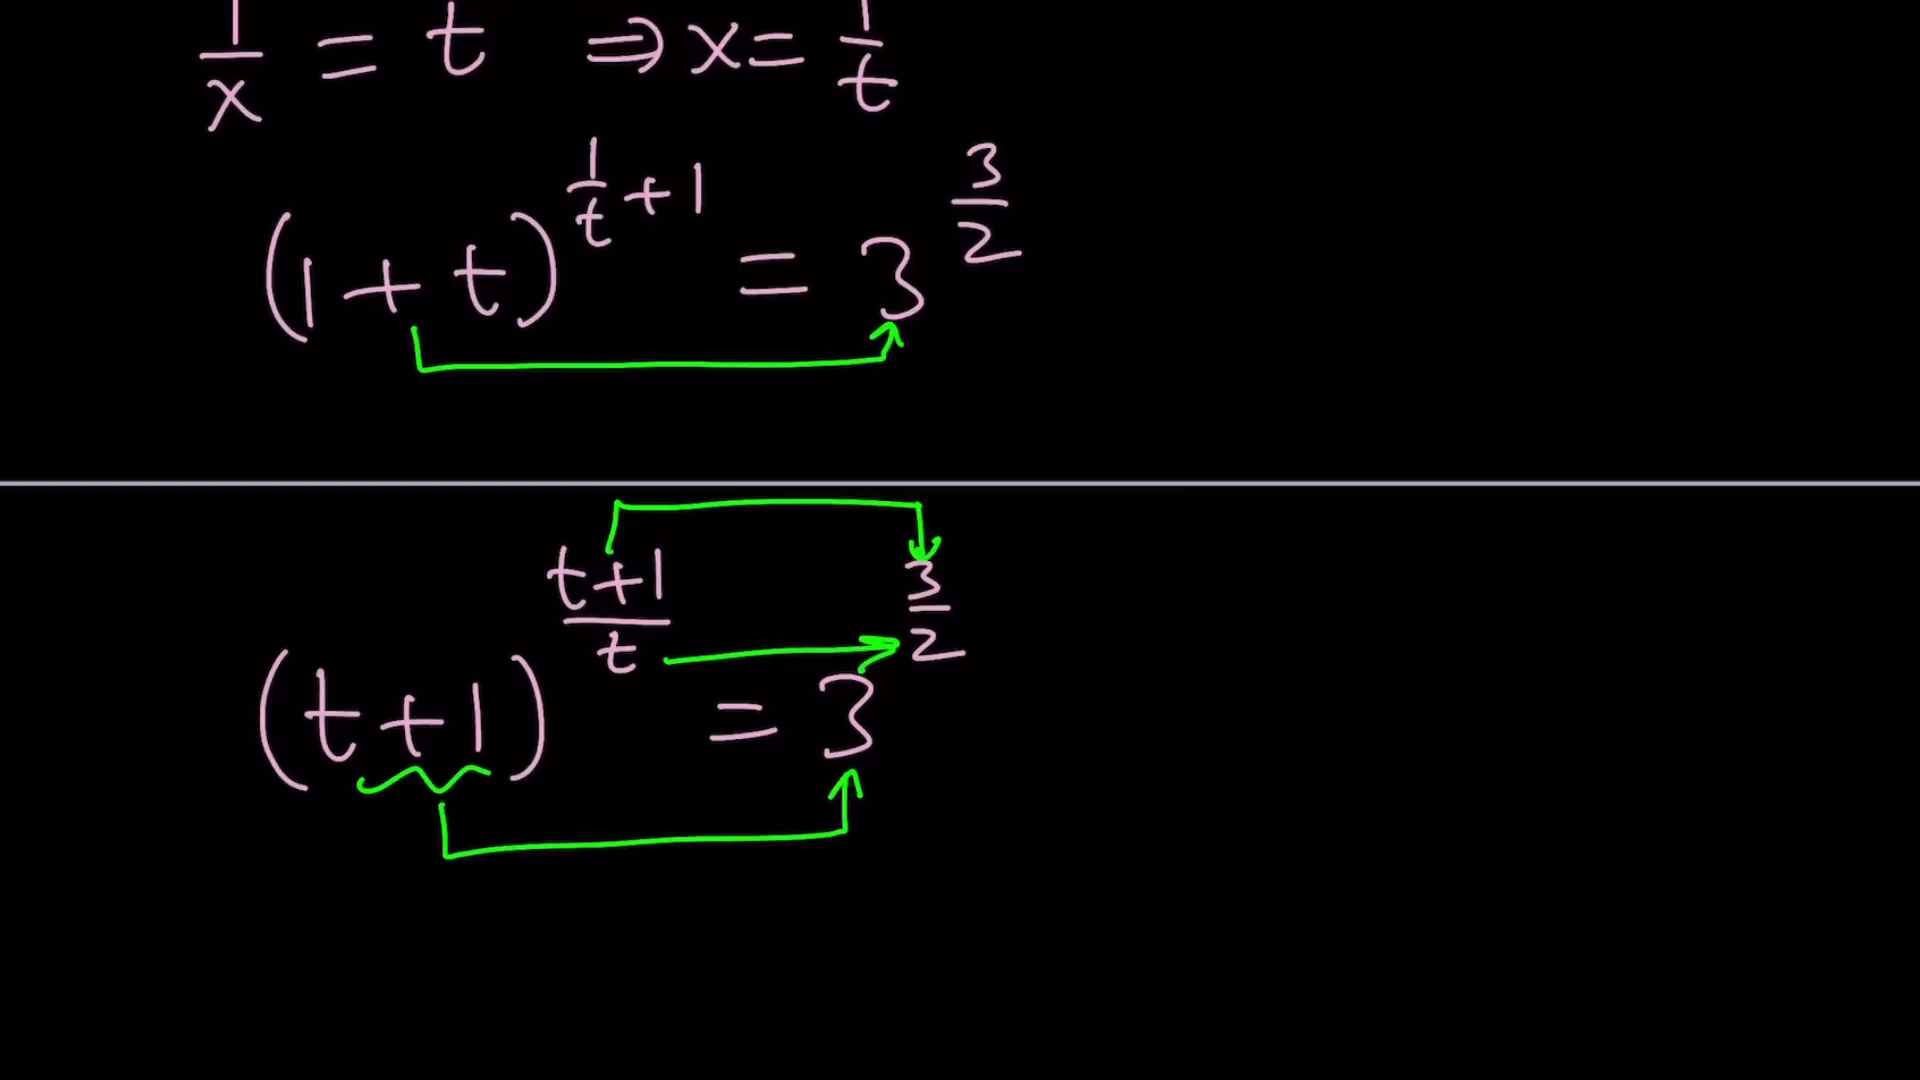 1/x = t ⇒ x = 1/t
(1 + t)^(1/t + 1) = 3^(3/2)
(t + 1)^((t+1)/t) = 3^(3/2)